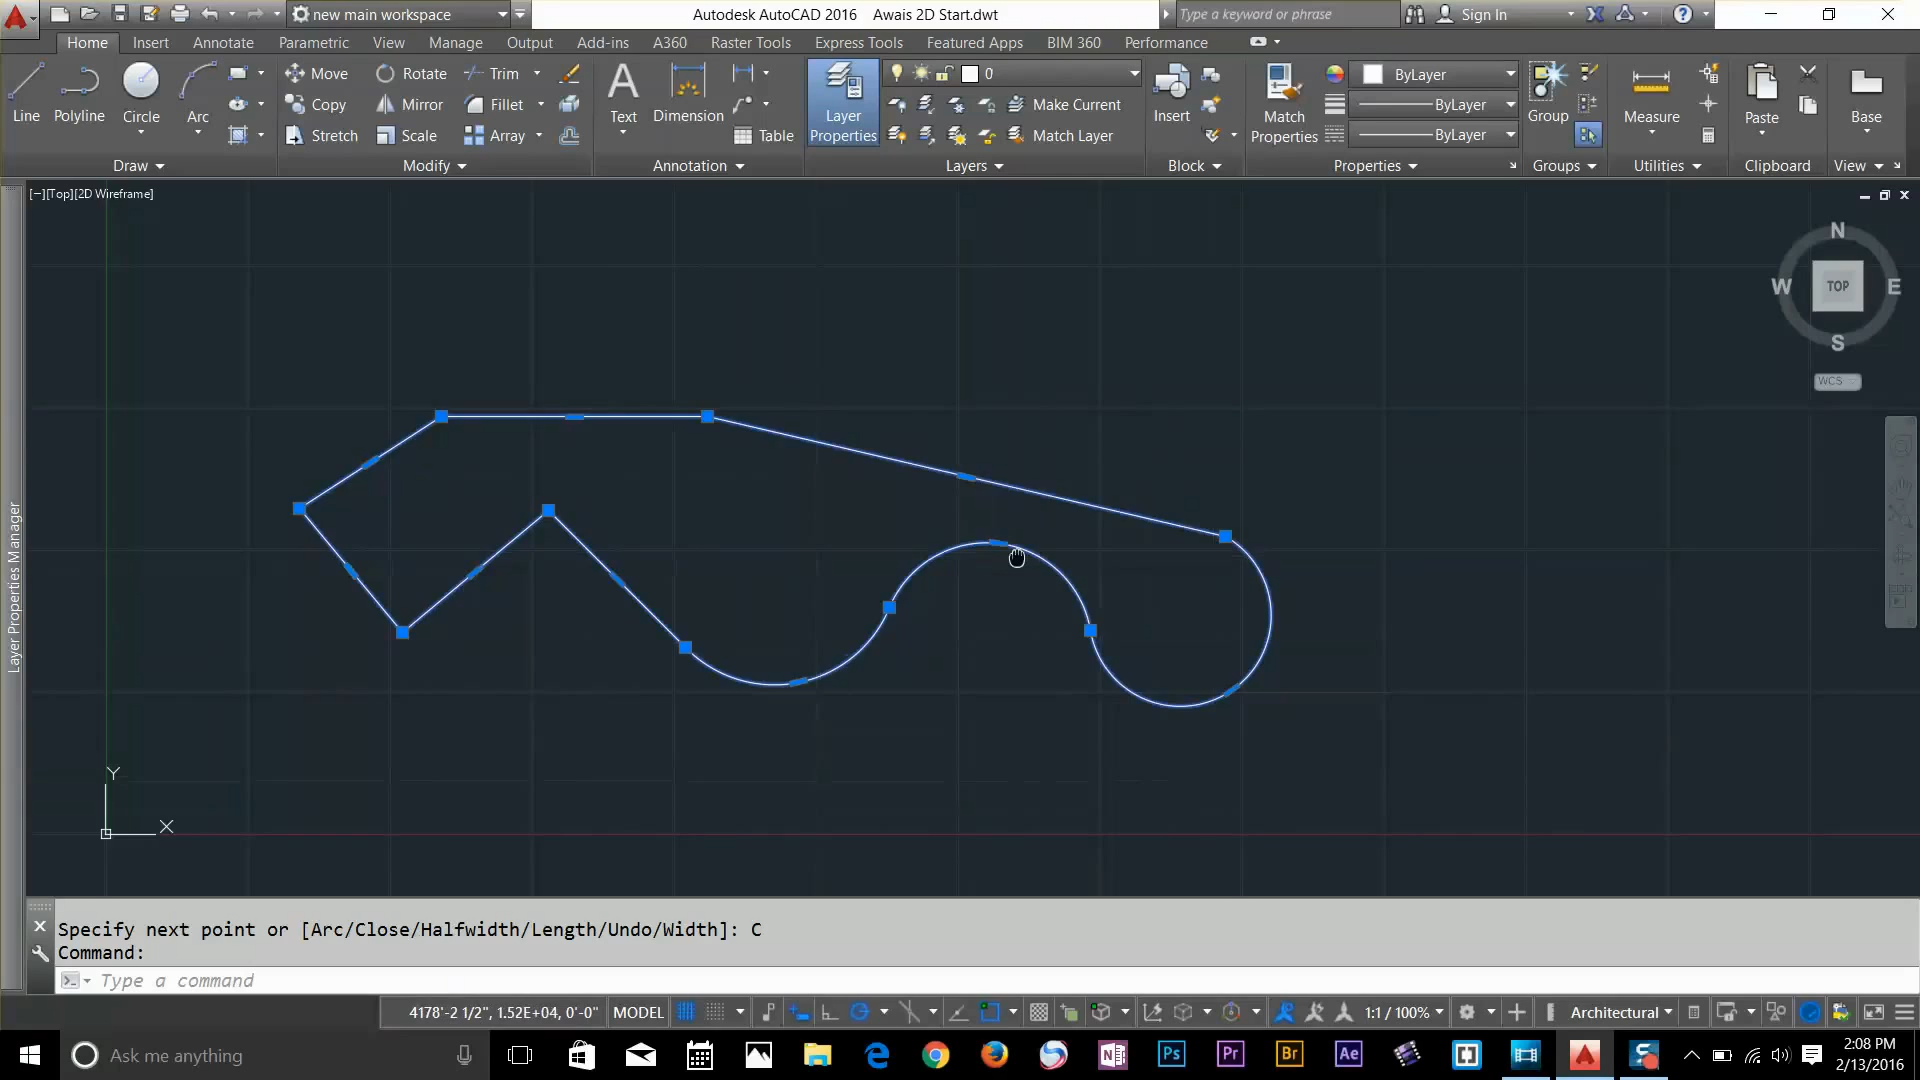 new main workspace
Autodesk AutoCAD 2016 Awais 2D Start.dwt
Type a keyword or phrase
Sign In
Home Insert Annotate Parametric View Manage Output Add-ins A360 Raster Tools Express Tools Featured Apps BIM 360 Performance
Line Polyline Circle Arc
Move Rotate Trim
Copy Mirror Fillet
Stretch Scale Array
Text Dimension Table
Layer Properties
0
Make Current
Match Layer
Insert
Match Properties
ByLayer
ByLayer
ByLayer
Group
Measure
Paste
Base
Draw Modify Annotation Layers Block Properties Groups Utilities Clipboard View
[−][Top][2D Wireframe]
N
W TOP E
S
WCS
Layer Properties Manager
Y
X
Specify next point or [Arc/Close/Halfwidth/Length/Undo/Width]: C
Command:
Type a command
4178'-2 1/2", 1.52E+04, 0'-0" MODEL 1:1 / 100% Architectural
Ask me anything
Ps Pr Br Ae
2:08 PM
2/13/2016